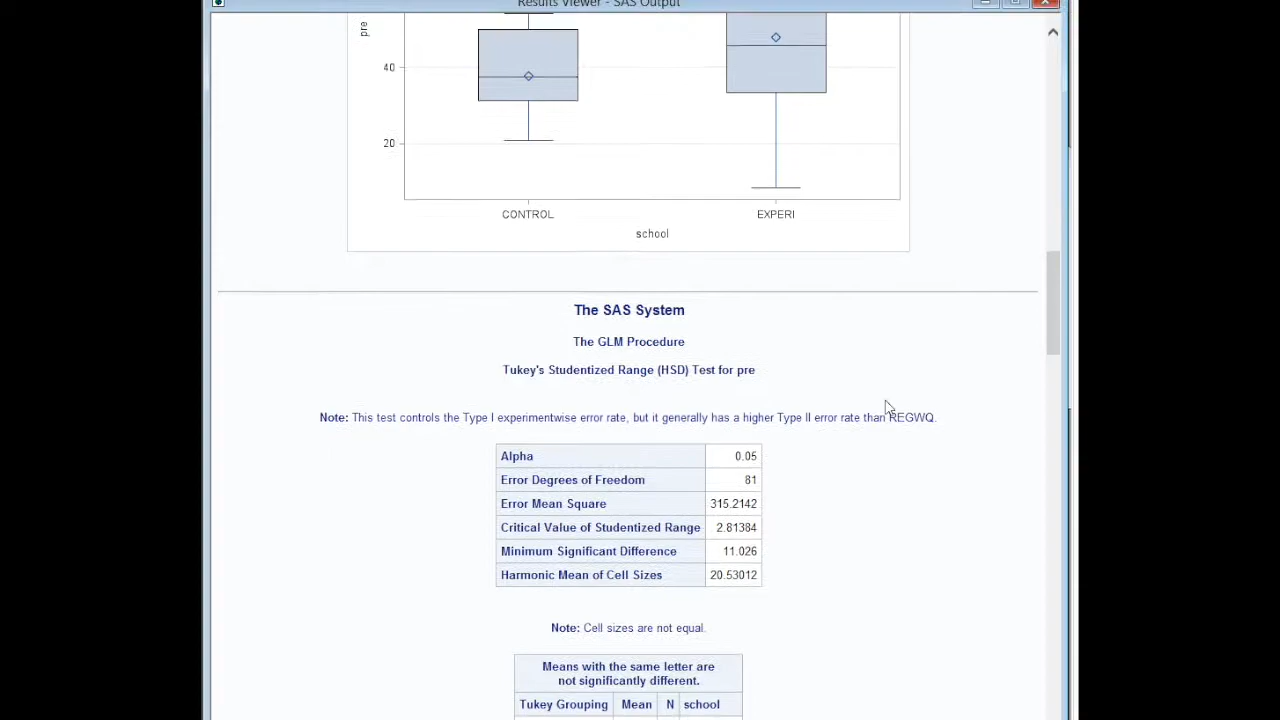 Results Viewer - SAS Output
pre
40
20
CONTROL EXPERI
school
The SAS System
The GLM Procedure
Tukey's Studentized Range (HSD) Test for pre
Note: This test controls the Type I experimentwise error rate, but it generally has a higher Type II error rate than REGWQ.
Alpha 0.05
Error Degrees of Freedom 81
Error Mean Square 315.2142
Critical Value of Studentized Range 2.81384
Minimum Significant Difference 11.026
Harmonic Mean of Cell Sizes 20.53012
Note: Cell sizes are not equal.
Means with the same letter are
not significantly different.
Tukey Grouping Mean N school